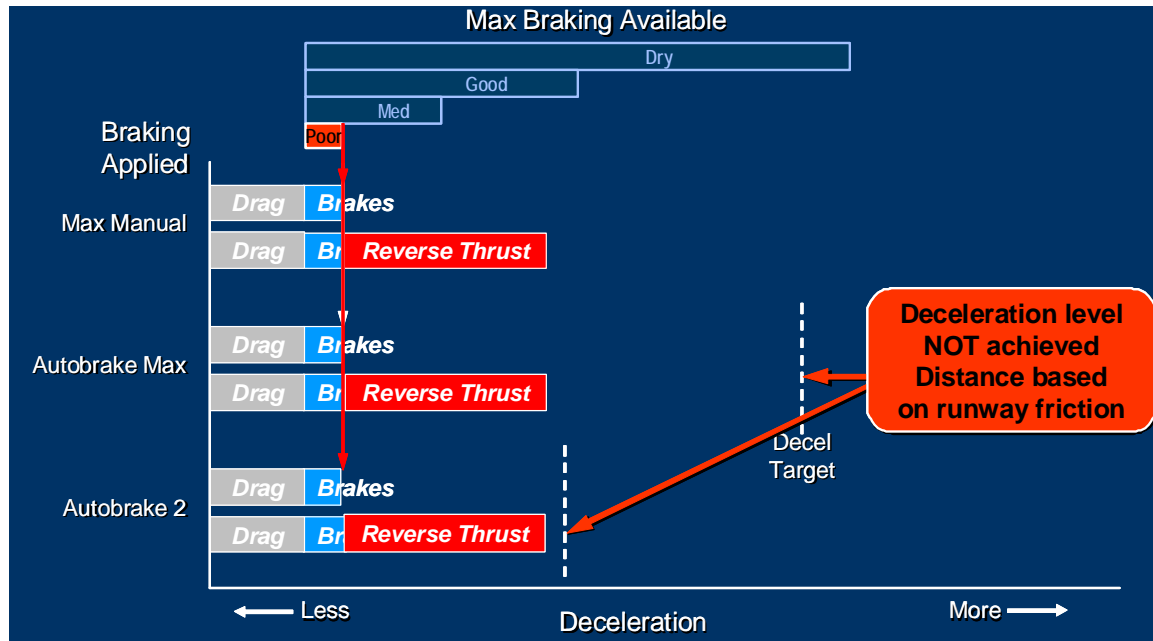 Max Braking Available
Dry
Good
Med
Poor
Braking
Applied
Max Manual
Drag Brakes
Drag Br Reverse Thrust
Autobrake Max
Drag Brakes
Drag Br Reverse Thrust
Deceleration level
NOT achieved
Distance based
on runway friction
Decel
Target
Autobrake 2
Drag Brakes
Drag Br Reverse Thrust
Less
Deceleration
More